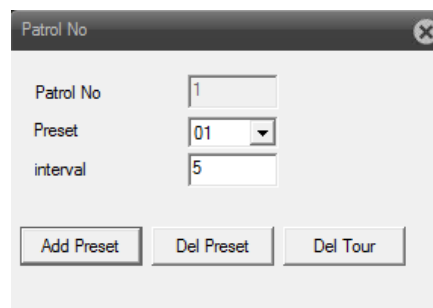 Patrol No
Patrol No 1
Preset 01
interval 5
Add Preset Del Preset Del Tour